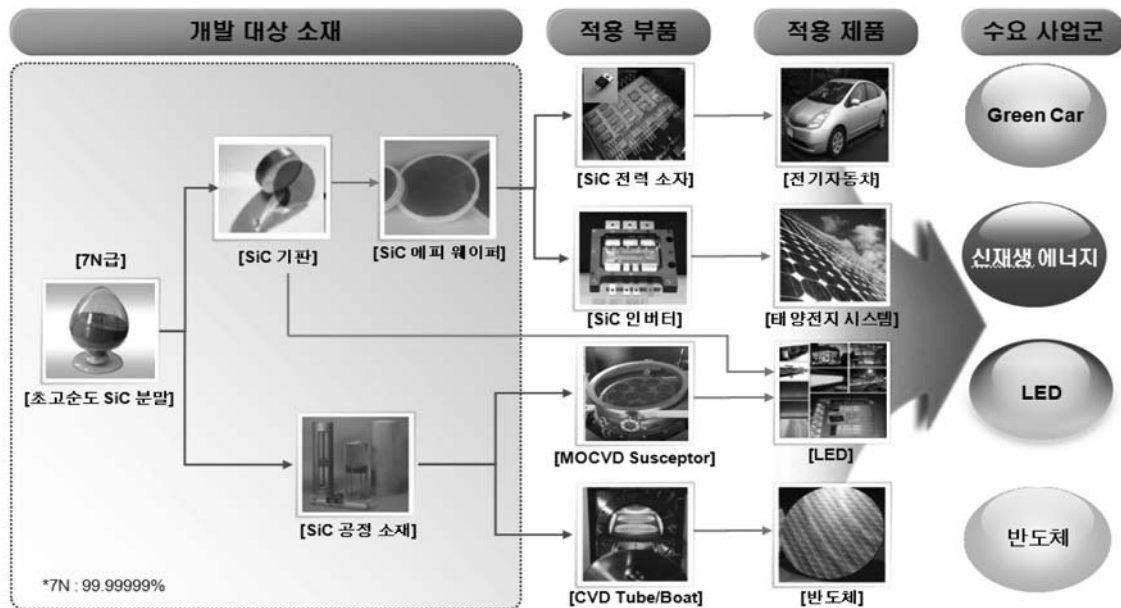 개발 대상 소재
적용 부품
적용 제품
수요 사업군
[7N급]
[초고순도 SiC 분말]
[SiC 기판]
[SiC 에피 웨이퍼]
[SiC 공정 소재]
*7N : 99.99999%
[SiC 전력 소자]
[SiC 인버터]
[MOCVD Susceptor]
[CVD Tube/Boat]
[전기자동차]
[태양전지 시스템]
[LED]
[반도체]
Green Car
신재생 에너지
LED
반도체